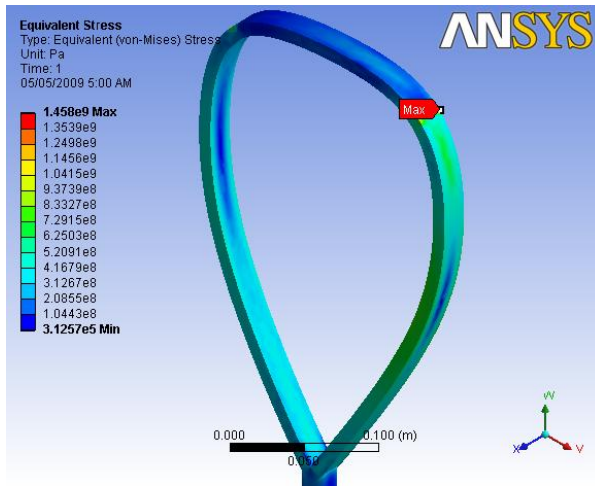 Equivalent Stress
Type: Equivalent (von-Mises) Stress
Unit: Pa
Time: 1
05/05/2009 5:00 AM
ANSYS
1.458e9 Max
1.3539e9
1.2498e9
1.1456e9
1.0415e9
9.3739e8
8.3327e8
7.2915e8
6.2503e8
5.2091e8
4.1679e8
3.1267e8
2.0855e8
1.0443e8
3.1257e5 Min
Max
0.000
0.100 (m)
0.050
X
Y